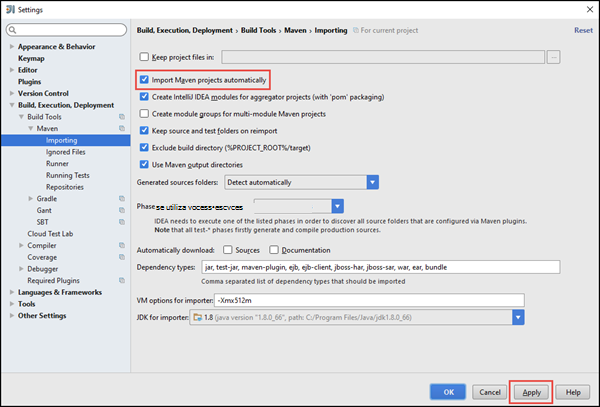 Settings
Build, Execution, Deployment › Build Tools › Maven › Importing For current project Reset
Appearance & Behavior
Keymap
Editor
Plugins
Version Control
Build, Execution, Deployment
Build Tools
Maven
Importing
Ignored Files
Runner
Running Tests
Repositories
Gradle
Gant
SBT
Cloud Test Lab
Compiler
Coverage
Debugger
Required Plugins
Languages & Frameworks
Tools
Other Settings
Keep project files in: ...
Import Maven projects automatically
Create IntelliJ IDEA modules for aggregator projects (with 'pom' packaging)
Create module groups for multi-module Maven projects
Keep source and test folders on reimport
Exclude build directory (%PROJECT_ROOT%/target)
Use Maven output directories
Generated sources folders: Detect automatically
Phase se utiliza
IDEA needs to execute one of the listed phases in order to discover all source folders that are configured via Maven plugins.
Note that all test-* phases firstly generate and compile production sources.
Automatically download: Sources Documentation
Dependency types: jar, test-jar, maven-plugin, ejb, ejb-client, jboss-har, jboss-sar, war, ear, bundle
Comma separated list of dependency types that should be imported
VM options for importer: -Xmx512m
JDK for importer: 1.8 (java version "1.8.0_66", path: C:/Program Files/Java/jdk1.8.0_66)
OK Cancel Apply Help